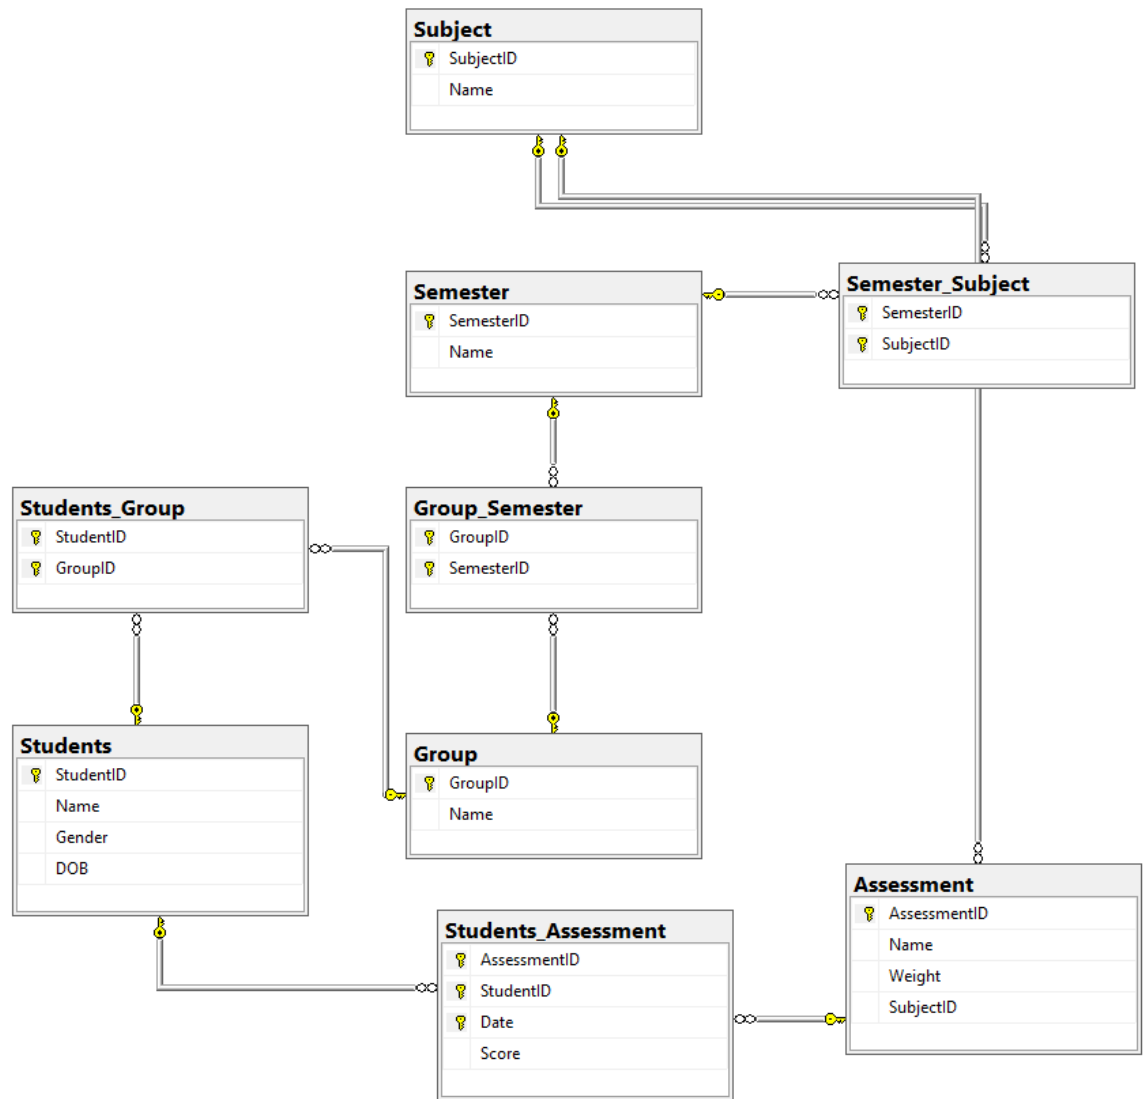 Subject
SubjectID
Name
Semester
SemesterID
Name
Semester_Subject
SemesterID
SubjectID
Students_Group
StudentID
GroupID
Group_Semester
GroupID
SemesterID
Students
StudentID
Name
Gender
DOB
Group
GroupID
Name
Students_Assessment
AssessmentID
StudentID
Date
Score
Assessment
AssessmentID
Name
Weight
SubjectID